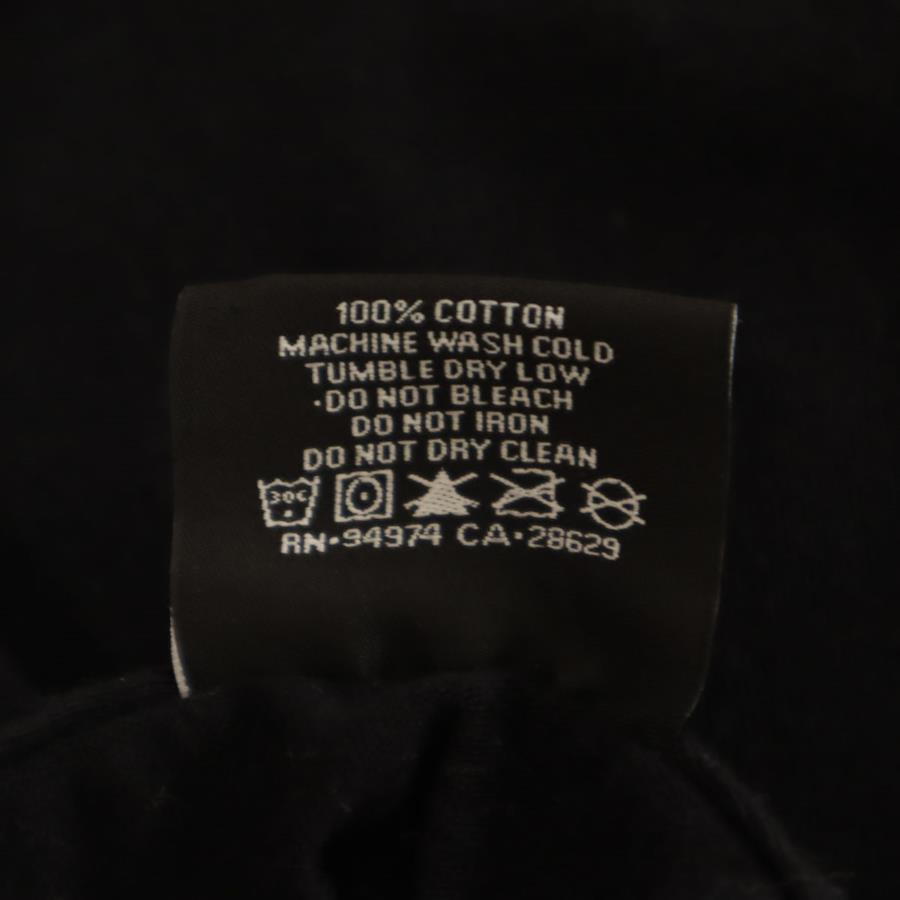 100% COTTON
MACHINE WASH COLD
TUMBLE DRY LOW
·DO NOT BLEACH
DO NOT IRON
DO NOT DRY CLEAN
30C
RN·94974 CA·28629